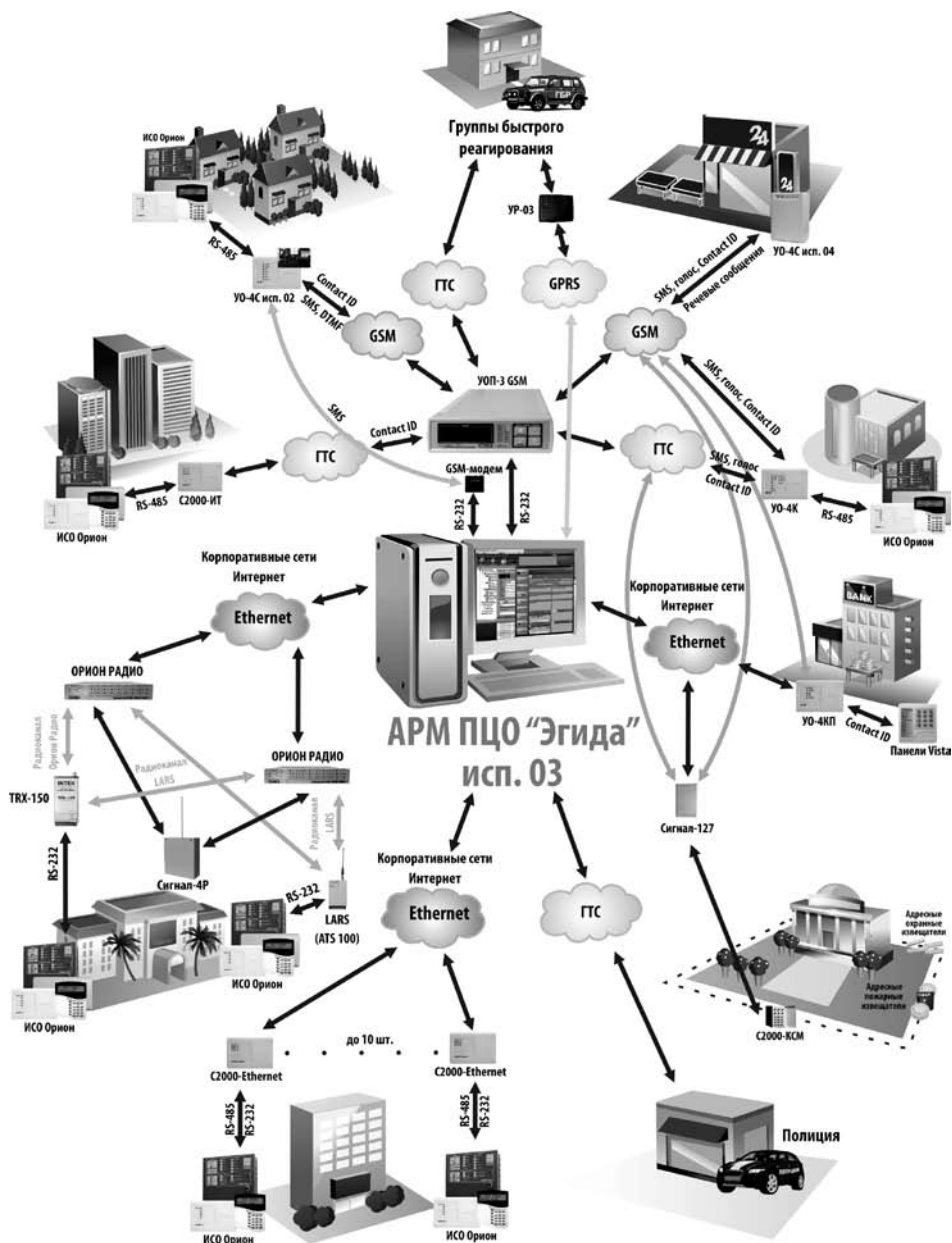 ГБР
Группы быстрого
реагирования
ИСО Орион
RS-485
УО-4С исп. 02
Contact ID
SMS, DTMF
GSM
ГТС
УР-03
GPRS
24
24
УО-4С исп. 04
SMS, голос, Contact ID
Речевые сообщения
GSM
УОП-3 GSM
SMS
Contact ID
ГТС
С2000-ИТ
RS-485
ИСО Орион
GSM-модем
RS-232
RS-232
ГТС
SMS, голос, Contact ID
SMS, голос
Contact ID
УО-4К
RS-485
ИСО Орион
Корпоративные сети
Интернет
Ethernet
Корпоративные сети
Интернет
Ethernet
BANK
УО-4КП
Contact ID
Панели Vista
АРМ ПЦО "Эгида"
исп. 03
ОРИОН РАДИО
Радиоканал
Орион Радио
Радиоканал
LARS
ОРИОН РАДИО
TRX-150
INTEK
Радиоканал
LARS
RS-232
Сигнал-4Р
RS-232
LARS
(ATS 100)
ИСО Орион
ИСО Орион
Сигнал-127
Корпоративные сети
Интернет
Ethernet
ГТС
Адресные
охранные
извещатели
Адресные
пожарные
извещатели
С2000-КСМ
до 10 шт.
С2000-Ethernet
С2000-Ethernet
RS-485
RS-232
RS-485
RS-232
ИСО Орион
ИСО Орион
Полиция